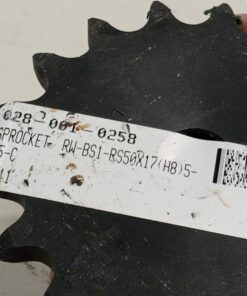 028-001-0258
SPROCKET RW-BS1-RS50X17(H8)5-
5-C